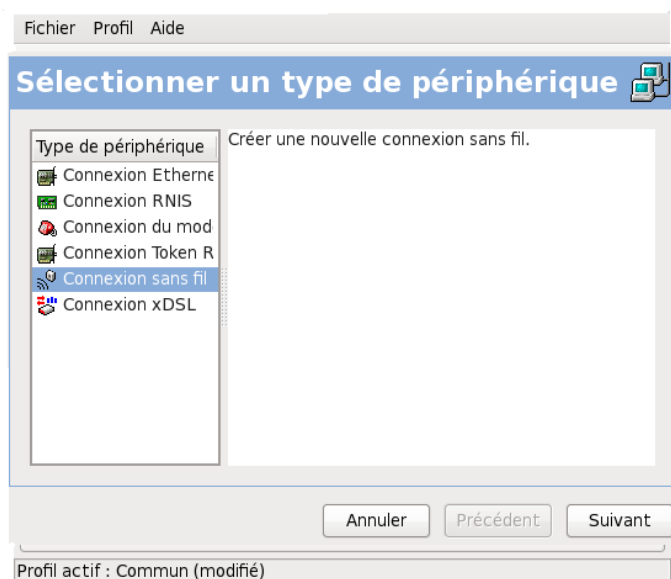 Fichier Profil Aide
Sélectionner un type de périphérique
Type de périphérique
Créer une nouvelle connexion sans fil.
Connexion Etherne
Connexion RNIS
Connexion du mod
Connexion Token R
Connexion sans fil
Connexion xDSL
Annuler Précédent Suivant
Profil actif : Commun (modifié)